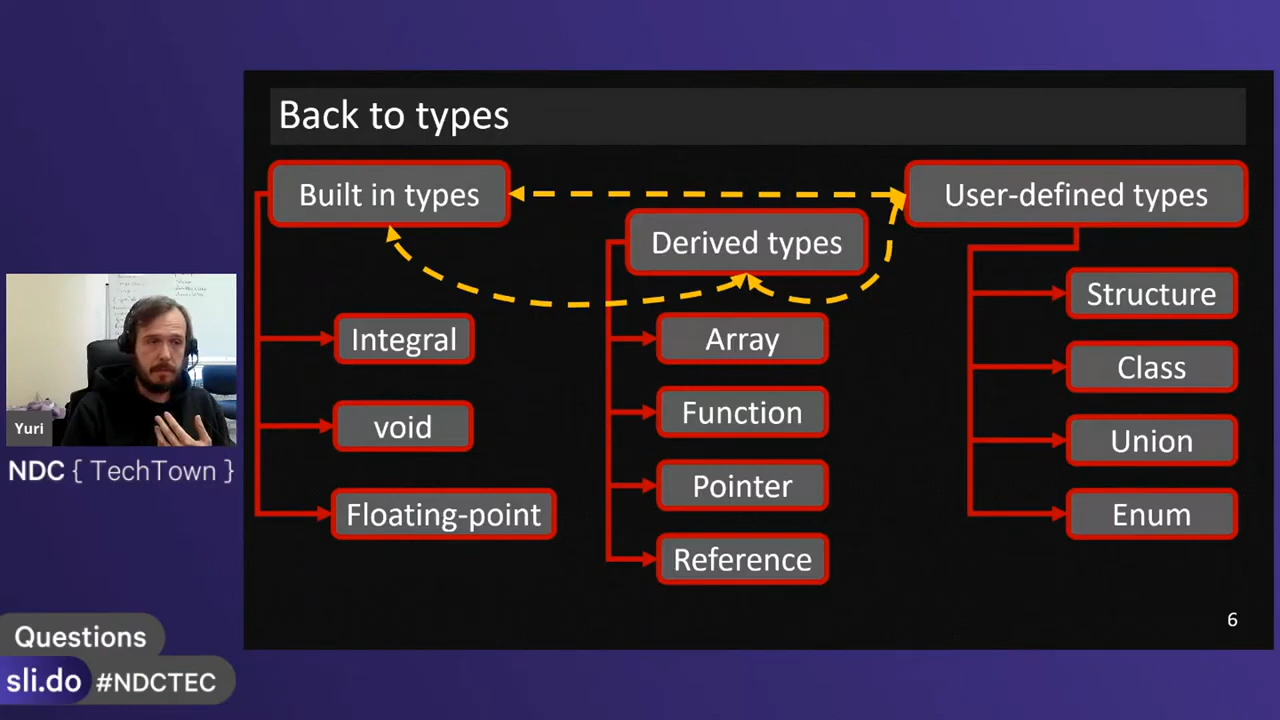 Back to types
Built in types
Integral
void
Floating-point
Derived types
Array
Function
Pointer
Reference
User-defined types
Structure
Class
Union
Enum
6
Yuri
NDC { TechTown }
Questions
sli.do #NDCTEC